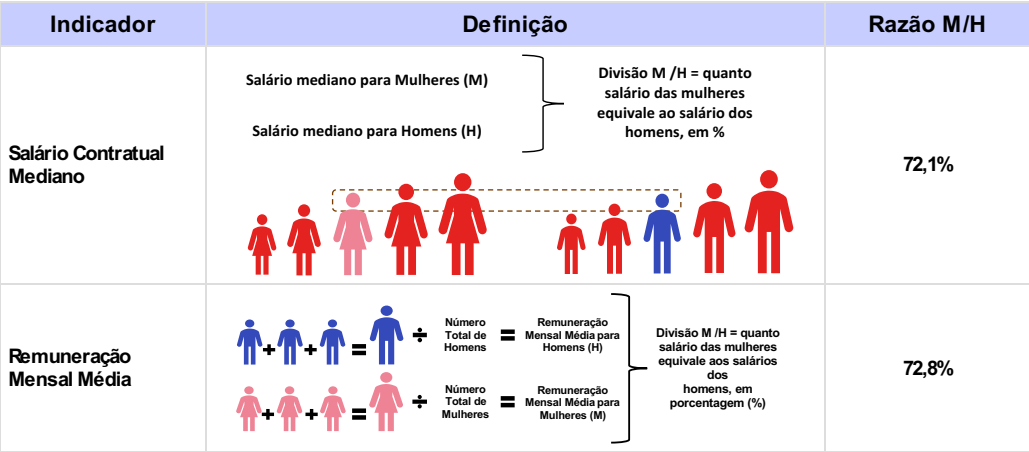 Indicador
Definição
Razão M/H
Salário Contratual
Mediano
Salário mediano para Mulheres (M)
Salário mediano para Homens (H)
Divisão M /H = quanto
salário das mulheres
equivale ao salário dos
homens, em %
72,1%
Remuneração
Mensal Média
+ + = ÷
Número
Total de
Homens
=
Remuneração
Mensal Média para
Homens (H)
+ + = ÷
Número
Total de
Mulheres
=
Remuneração
Mensal Média para
Mulheres (M)
Divisão M /H = quanto
salário das mulheres
equivale aos salários
dos
homens, em
porcentagem (%)
72,8%